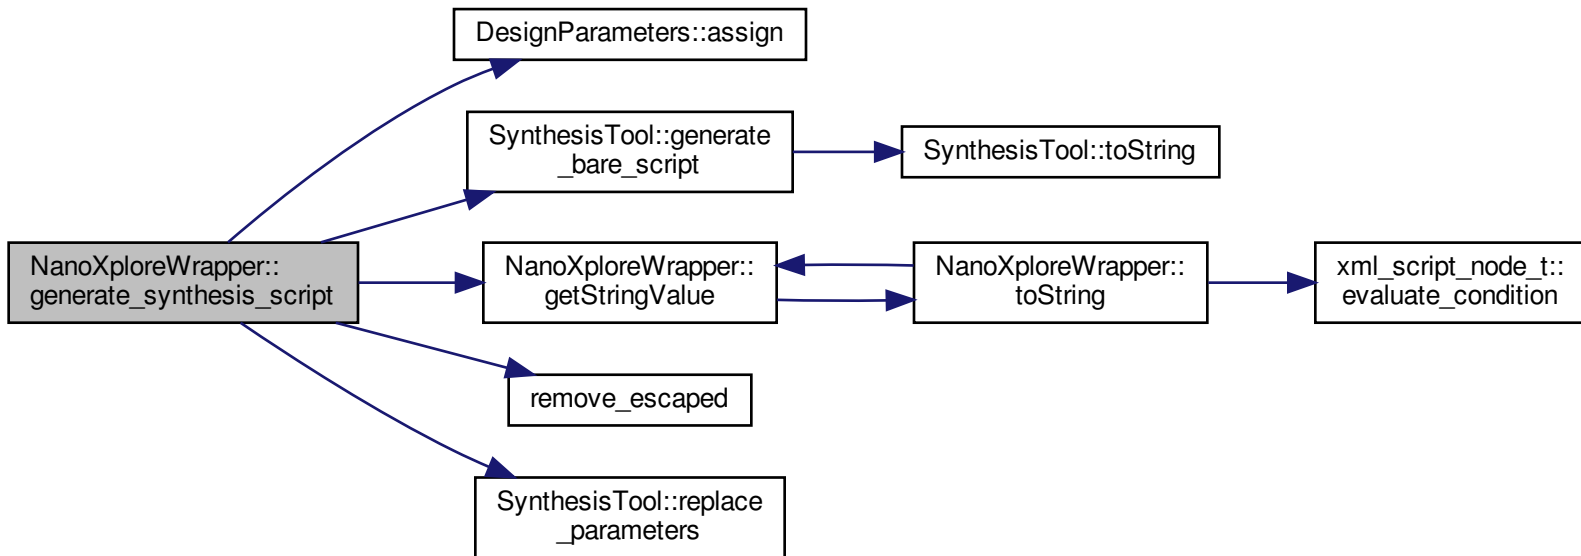 DesignParameters::assign
SynthesisTool::generate
_bare_script
SynthesisTool::toString
NanoXploreWrapper::
generate_synthesis_script
NanoXploreWrapper::
getStringValue
NanoXploreWrapper::
toString
xml_script_node_t::
evaluate_condition
remove_escaped
SynthesisTool::replace
_parameters